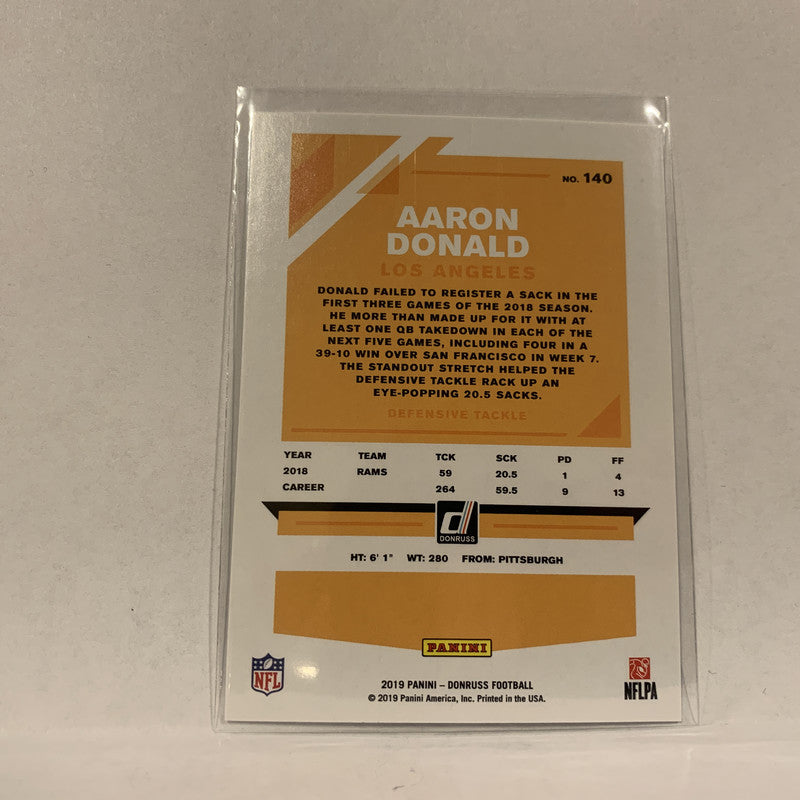 NO. 140
AARON
DONALD
LOS ANGELES
DONALD FAILED TO REGISTER A SACK IN THE
FIRST THREE GAMES OF THE 2018 SEASON.
HE MORE THAN MADE UP FOR IT WITH AT
LEAST ONE QB TAKEDOWN IN EACH OF THE
NEXT FIVE GAMES, INCLUDING FOUR IN A
39-10 WIN OVER SAN FRANCISCO IN WEEK 7.
THE STANDOUT STRETCH HELPED THE
DEFENSIVE TACKLE RACK UP AN
EYE-POPPING 20.5 SACKS.
DEFENSIVE TACKLE
YEAR TEAM TCK SCK PD FF
2018 RAMS 59 20.5 1 4
CAREER 264 59.5 9 13
d
DONRUSS
HT: 6' 1" WT: 280 FROM: PITTSBURGH
PANINI
NFL
2019 PANINI – DONRUSS FOOTBALL
© 2019 Panini America, Inc. Printed in the USA.
NFLPA